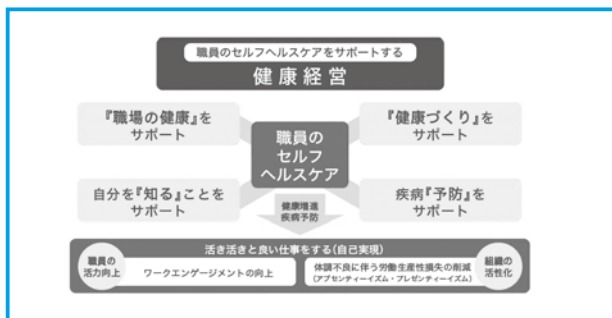 職員のセルフヘルスケアをサポートする
健康経営
『職場の健康』を
サポート
『健康づくり』を
サポート
職員の
セルフ
ヘルスケア
自分を『知る』ことを
サポート
疾病『予防』を
サポート
健康増進
疾病予防
活き活きと良い仕事をする(自己実現)
職員の
活力向上
ワークエンゲージメントの向上
体調不良に伴う労働生産性損失の削減
(アブセンティーイズム・プレゼンティーイズム)
組織の
活性化